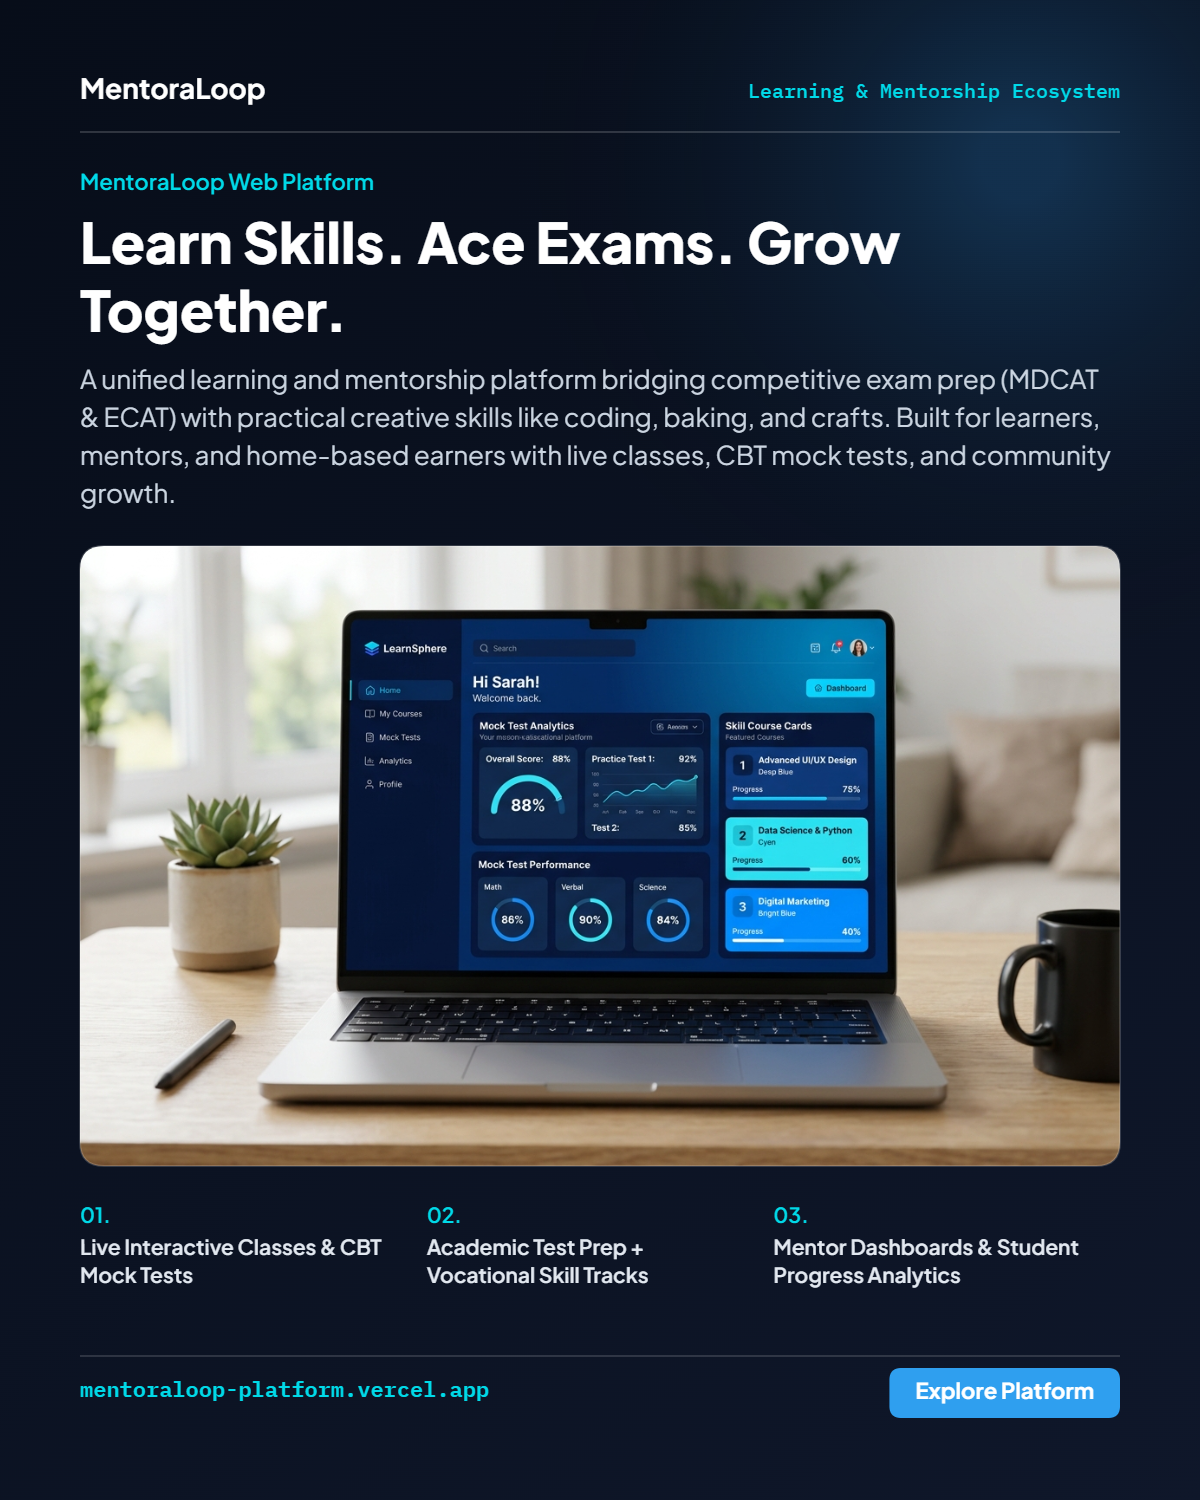 MentoraLoop
Learning & Mentorship Ecosystem
MentoraLoop Web Platform
Learn Skills. Ace Exams. Grow
Together.
A unified learning and mentorship platform bridging competitive exam prep (MDCAT
& ECAT) with practical creative skills like coding, baking, and crafts. Built for learners,
mentors, and home-based earners with live classes, CBT mock tests, and community
growth.
LearnSphere
Home
My Courses
Mock Tests
Analytics
Profile
Search
Hi Sarah!
Welcome back.
Dashboard
Mock Test Analytics
Your
platform
Overall Score: 88%
88%
Practice Test 1: 92%
Test 2: 85%
Mock Test Performance
Math
86%
Verbal
90%
Science
84%
Skill Course Cards
Featured Courses
1
Advanced UI/UX Design
Desp Blue
Progress 75%
2
Data Science & Python
Cyen
Progress 60%
3
Digital Marketing
Bngnt Blue
Progress 40%
01.
Live Interactive Classes & CBT
Mock Tests
02.
Academic Test Prep +
Vocational Skill Tracks
03.
Mentor Dashboards & Student
Progress Analytics
mentoraloop-platform.vercel.app
Explore Platform